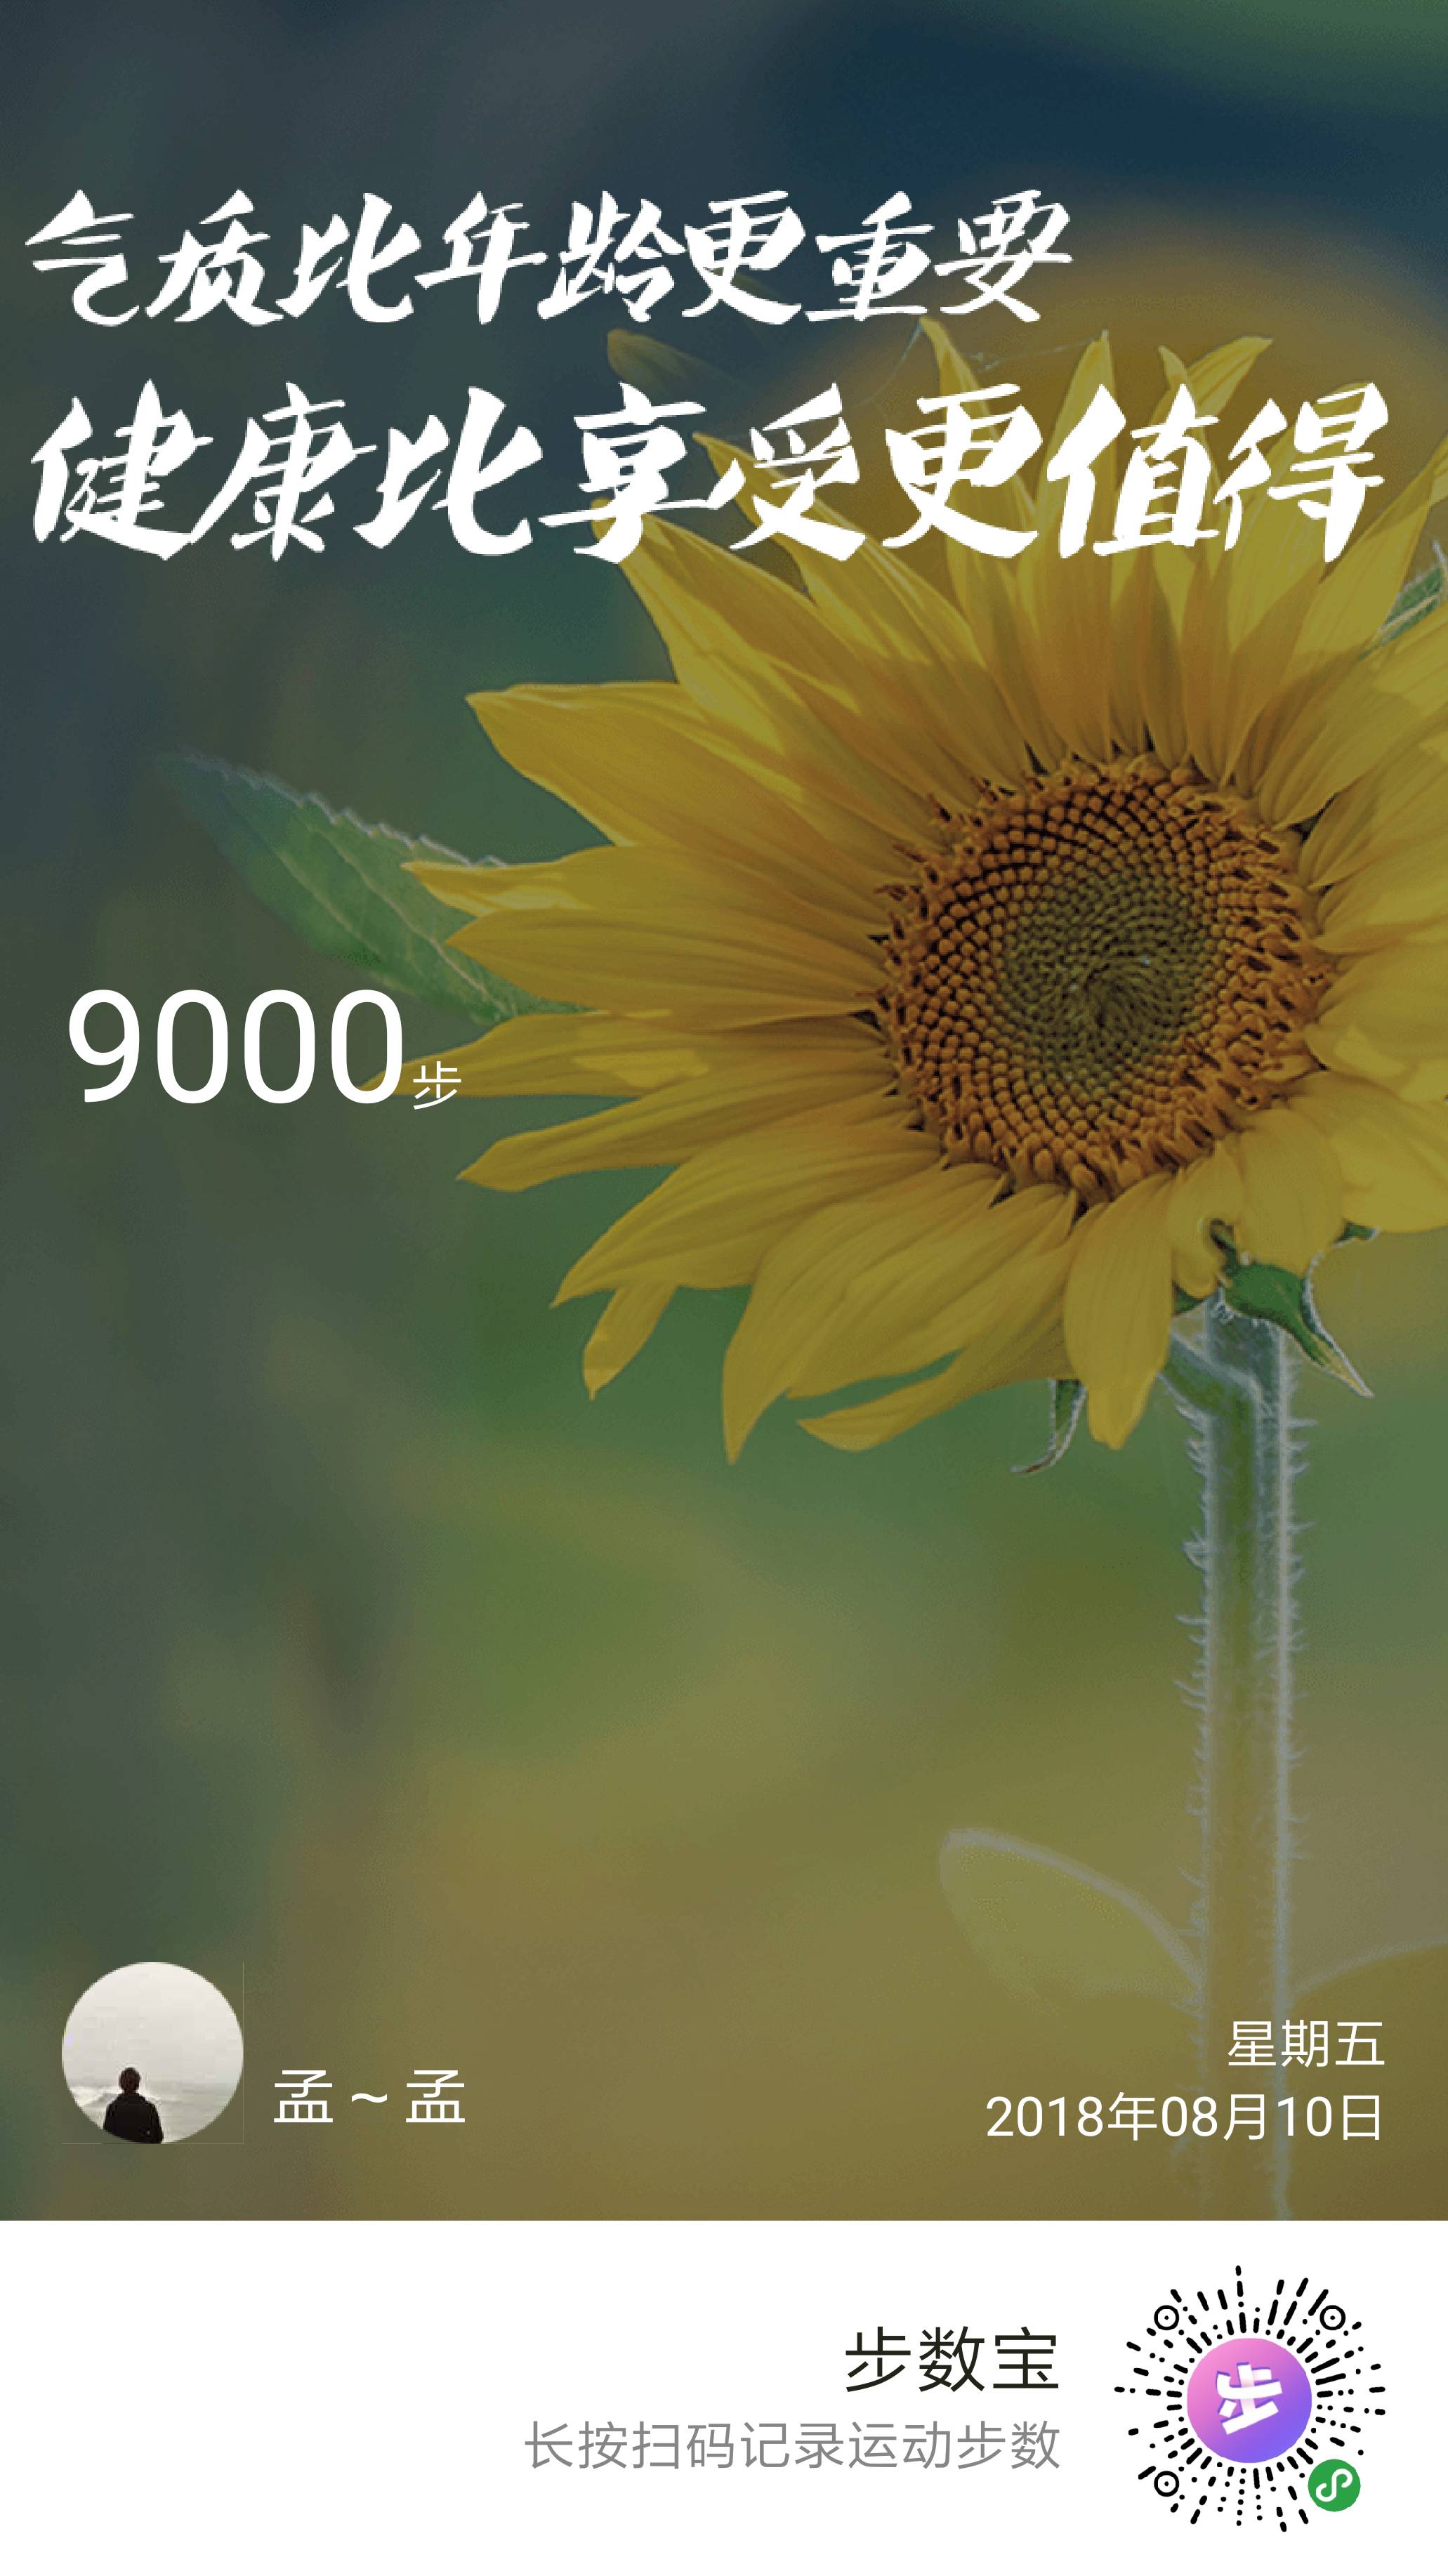 气质比年龄更重要
健康比享受更值得
9000步
孟~孟
星期五
2018年08月10日
步数宝
长按扫码记录运动步数
步